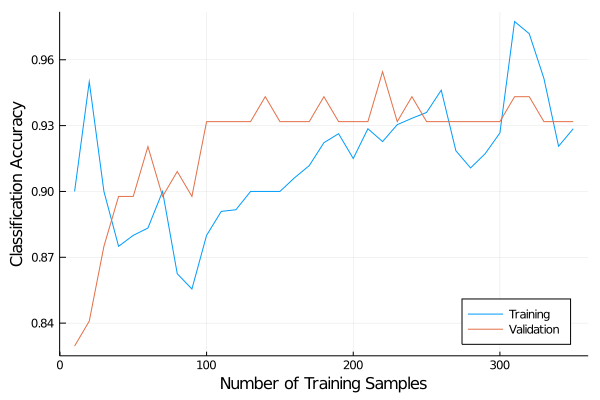 0.96
0.93
0.90
0.87
0.84
Classification Accuracy
Training
Validation
0
100
200
300
Number of Training Samples